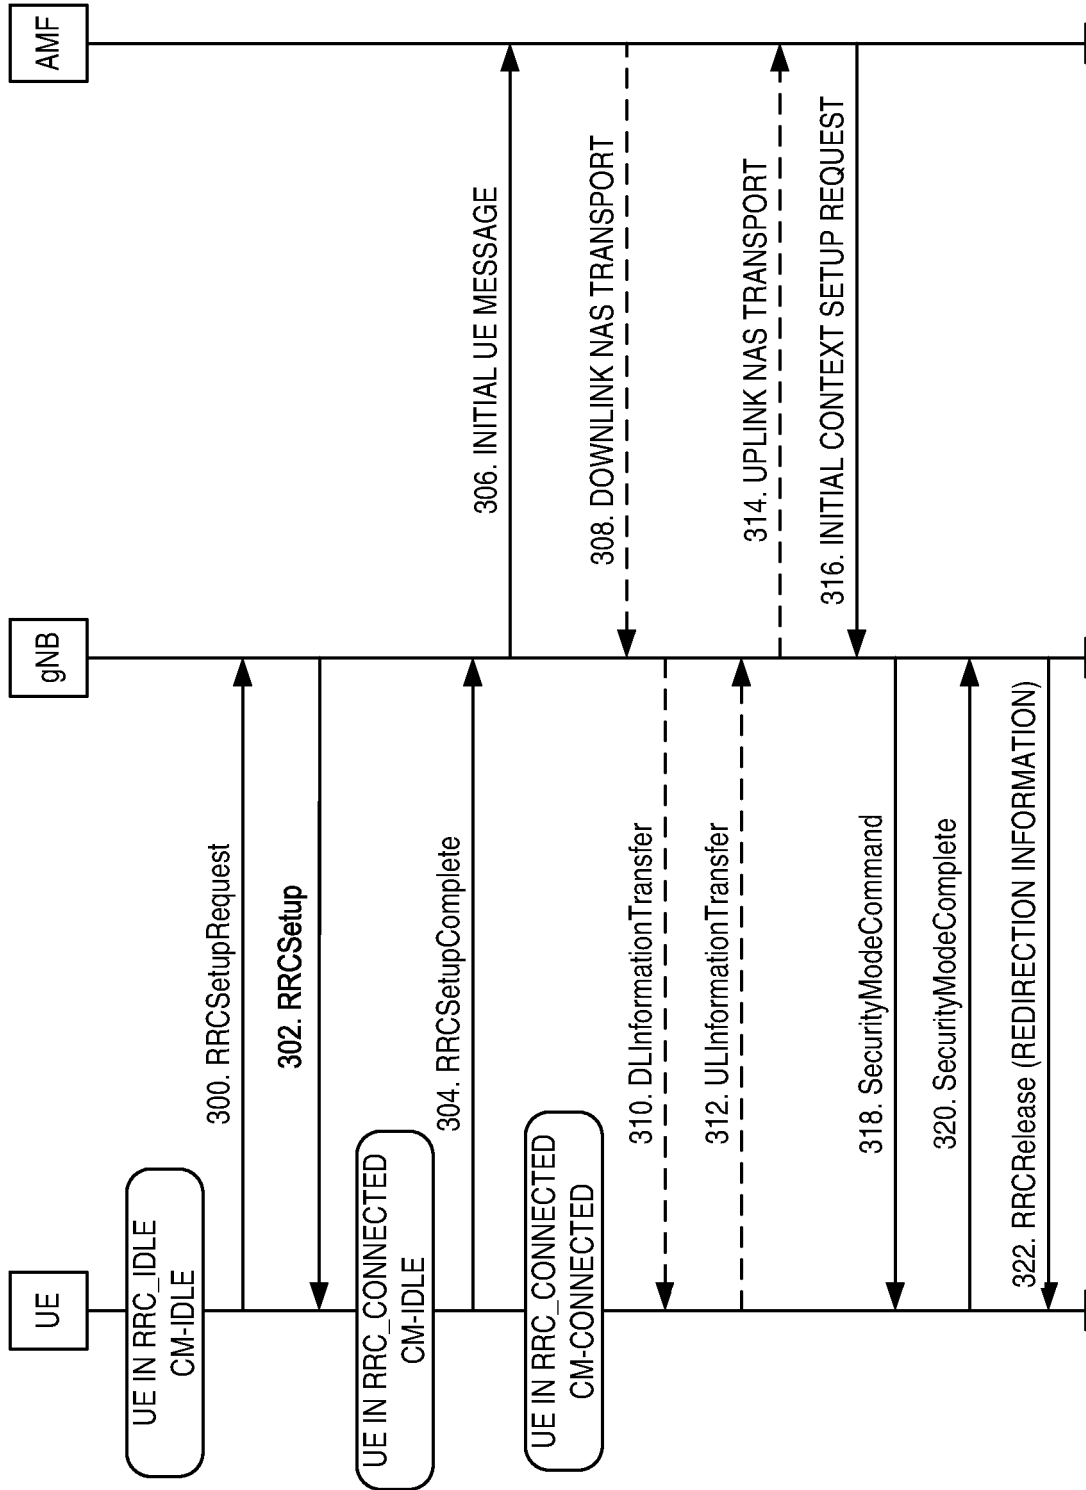 UE
gNB
AMF
UE IN RRC_IDLE
CM-IDLE
300. RRCSetupRequest
302. RRCSetup
UE IN RRC_CONNECTED
CM-IDLE
304. RRCSetupComplete
306. INITIAL UE MESSAGE
UE IN RRC_CONNECTED
CM-CONNECTED
308. DOWNLINK NAS TRANSPORT
310. DLInformationTransfer
312. ULInformationTransfer
314. UPLINK NAS TRANSPORT
316. INITIAL CONTEXT SETUP REQUEST
318. SecurityModeCommand
320. SecurityModeComplete
322. RRCRelease (REDIRECTION INFORMATION)